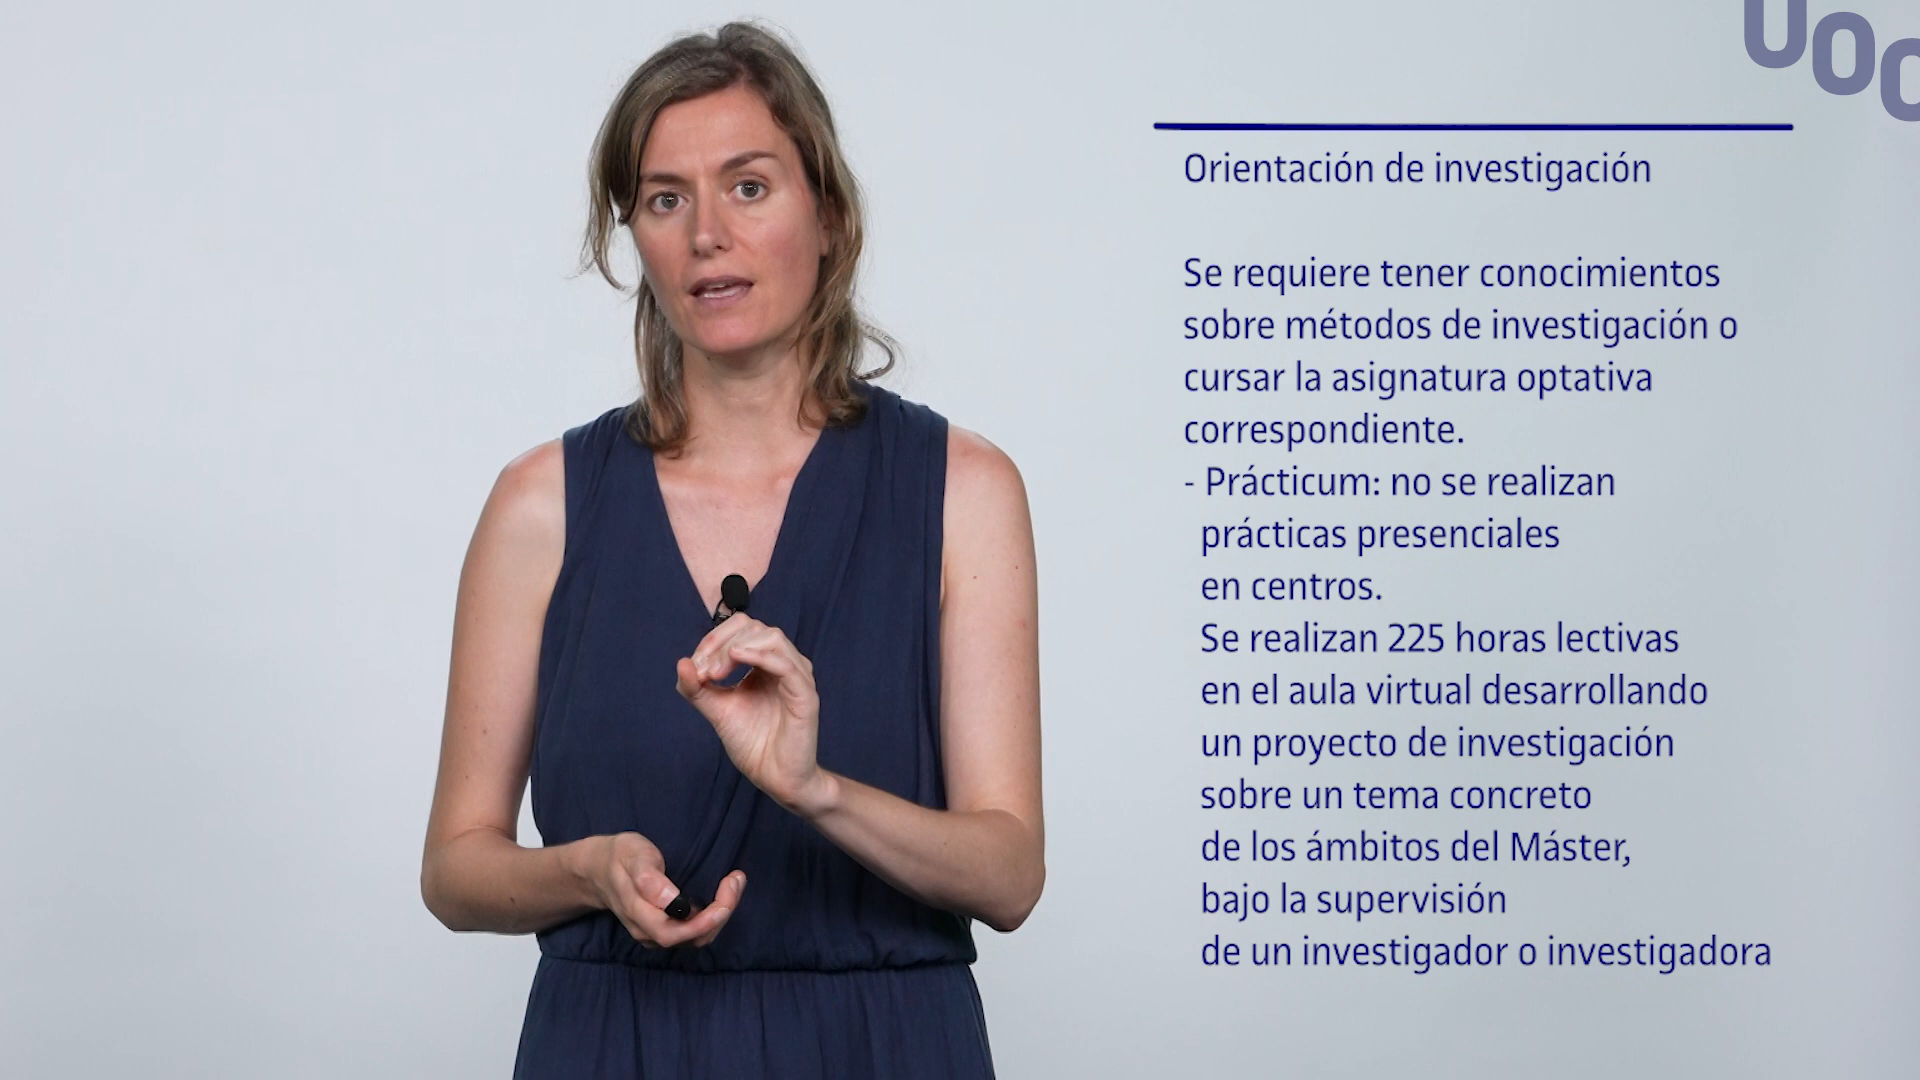 UOC
Orientación de investigación
Se requiere tener conocimientos
sobre métodos de investigación o
cursar la asignatura optativa
correspondiente.
- Prácticum: no se realizan
prácticas presenciales
en centros.
Se realizan 225 horas lectivas
en el aula virtual desarrollando
un proyecto de investigación
sobre un tema concreto
de los ámbitos del Máster,
bajo la supervisión
de un investigador o investigadora